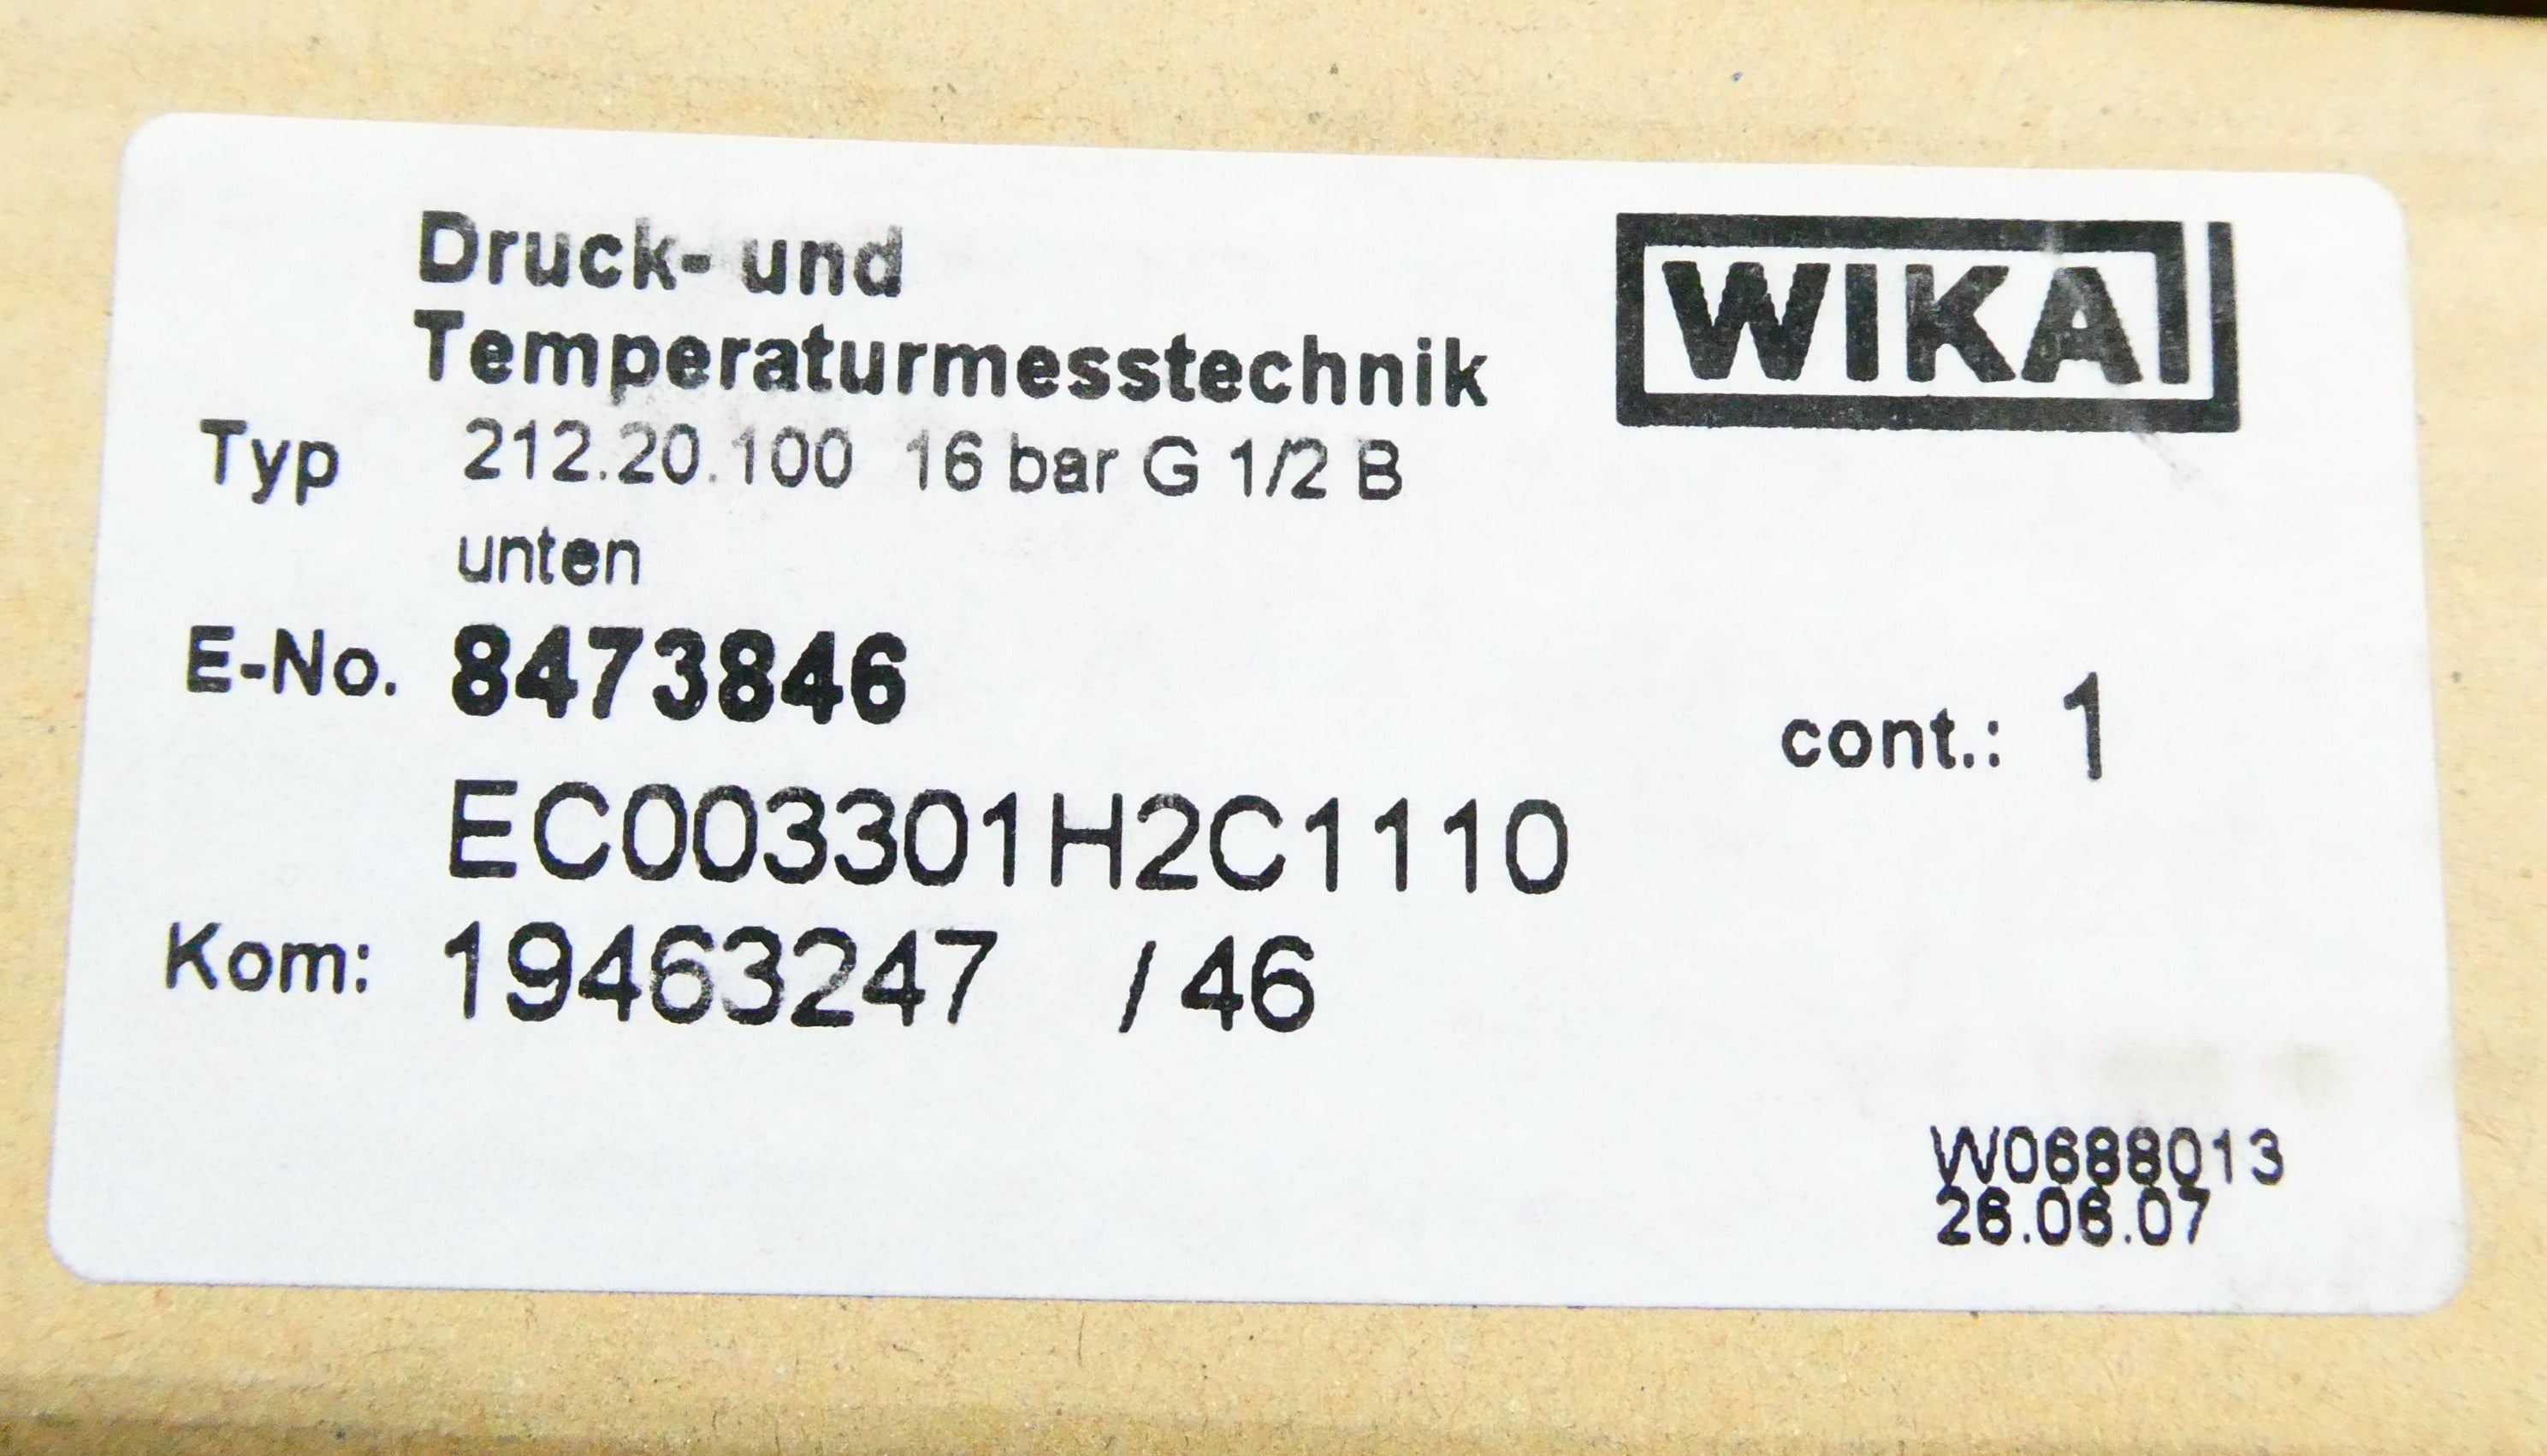 Druck- und
Temperaturmesstechnik
WIKA
Typ 212.20.100 16 bar G 1/2 B
unten
E-No. 8473846
cont.: 1
EC003301H2C1110
Kom: 19463247 / 46
W0688013
26.06.07